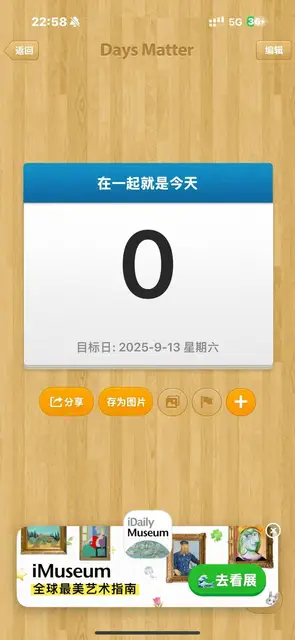 22:58
5G
36
返回
Days Matter
编辑
在一起就是今天
0
目标日: 2025-9-13 星期六
分享
存为图片
iDaily
Museum
iMuseum
全球最美艺术指南
去看展